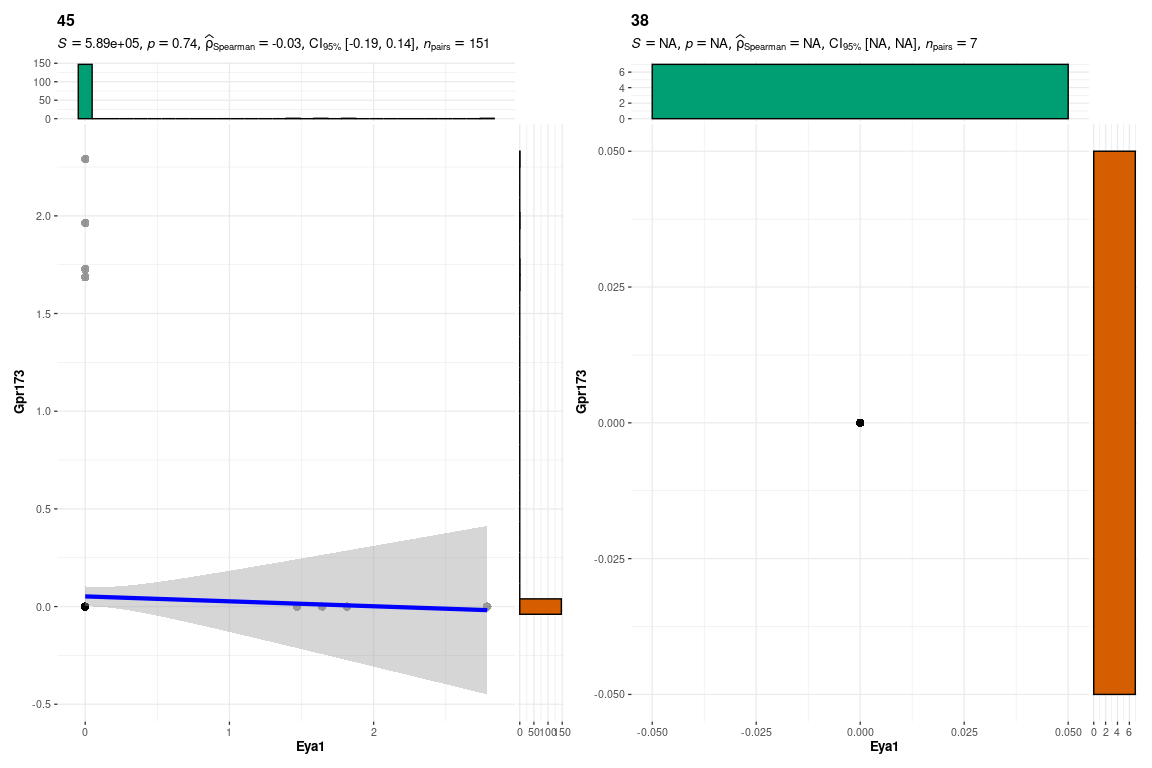 45
S = 5.89e+05, p = 0.74, ρ̂Spearman = -0.03, CI95% [-0.19, 0.14], npairs = 151
150
100
50
0
2.0
1.5
1.0
0.5
0.0
-0.5
Gpr173
0 1 2
0 50 100 150
Eya1
38
S = NA, p = NA, ρ̂Spearman = NA, CI95% [NA, NA], npairs = 7
6
4
2
0
0.050
0.025
0.000
-0.025
-0.050
Gpr173
-0.050 -0.025 0.000 0.025 0.050
0 2 4 6
Eya1